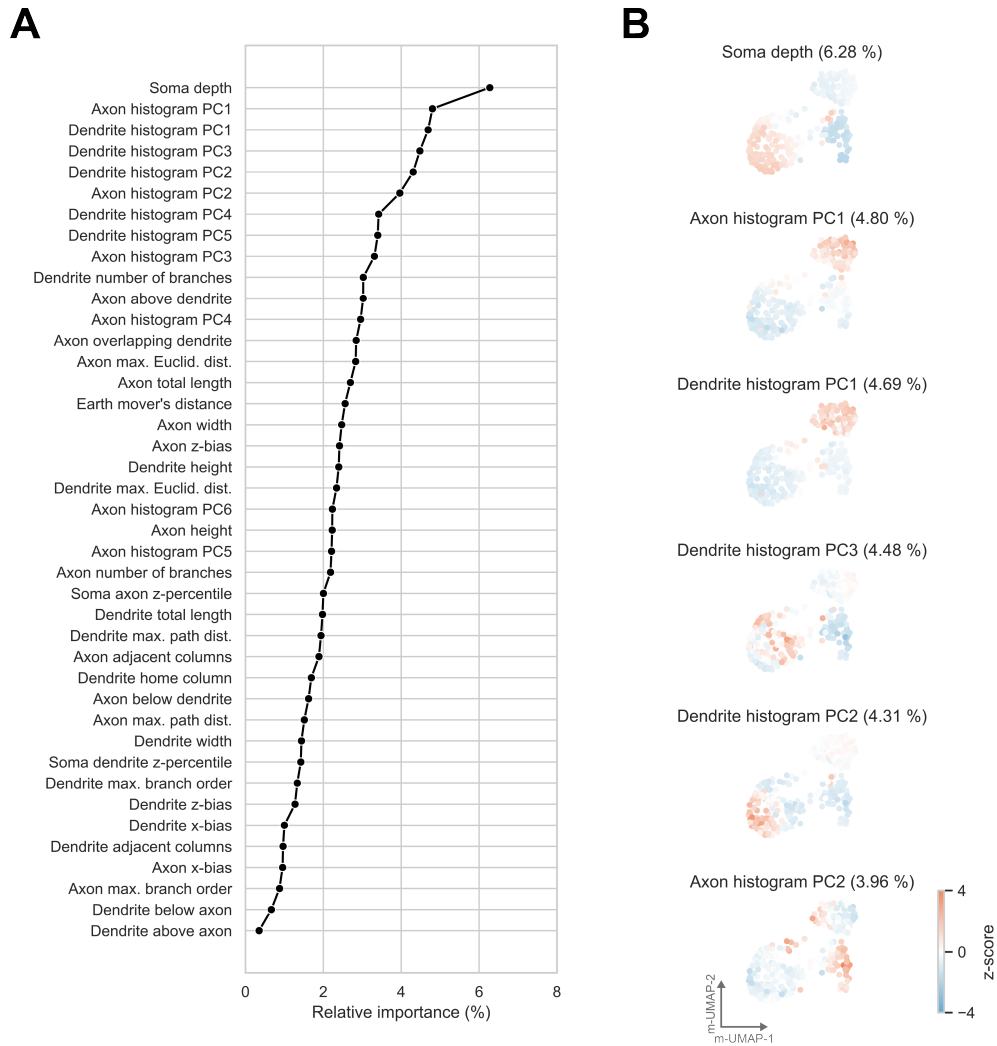 A
Soma depth
Axon histogram PC1
Dendrite histogram PC1
Dendrite histogram PC3
Dendrite histogram PC2
Axon histogram PC2
Dendrite histogram PC4
Dendrite histogram PC5
Axon histogram PC3
Dendrite number of branches
Axon above dendrite
Axon histogram PC4
Axon overlapping dendrite
Axon max. Euclid. dist.
Axon total length
Earth mover's distance
Axon width
Axon z-bias
Dendrite height
Dendrite max. Euclid. dist.
Axon histogram PC6
Axon height
Axon histogram PC5
Axon number of branches
Soma axon z-percentile
Dendrite total length
Dendrite max. path dist.
Axon adjacent columns
Dendrite home column
Axon below dendrite
Axon max. path dist.
Dendrite width
Soma dendrite z-percentile
Dendrite max. branch order
Dendrite z-bias
Dendrite x-bias
Dendrite adjacent columns
Axon x-bias
Axon max. branch order
Dendrite below axon
Dendrite above axon
0 2 4 6 8
Relative importance (%)
B
Soma depth (6.28 %)
Axon histogram PC1 (4.80 %)
Dendrite histogram PC1 (4.69 %)
Dendrite histogram PC3 (4.48 %)
Dendrite histogram PC2 (4.31 %)
Axon histogram PC2 (3.96 %)
m-UMAP-2
m-UMAP-1
4
0
−4
z-score